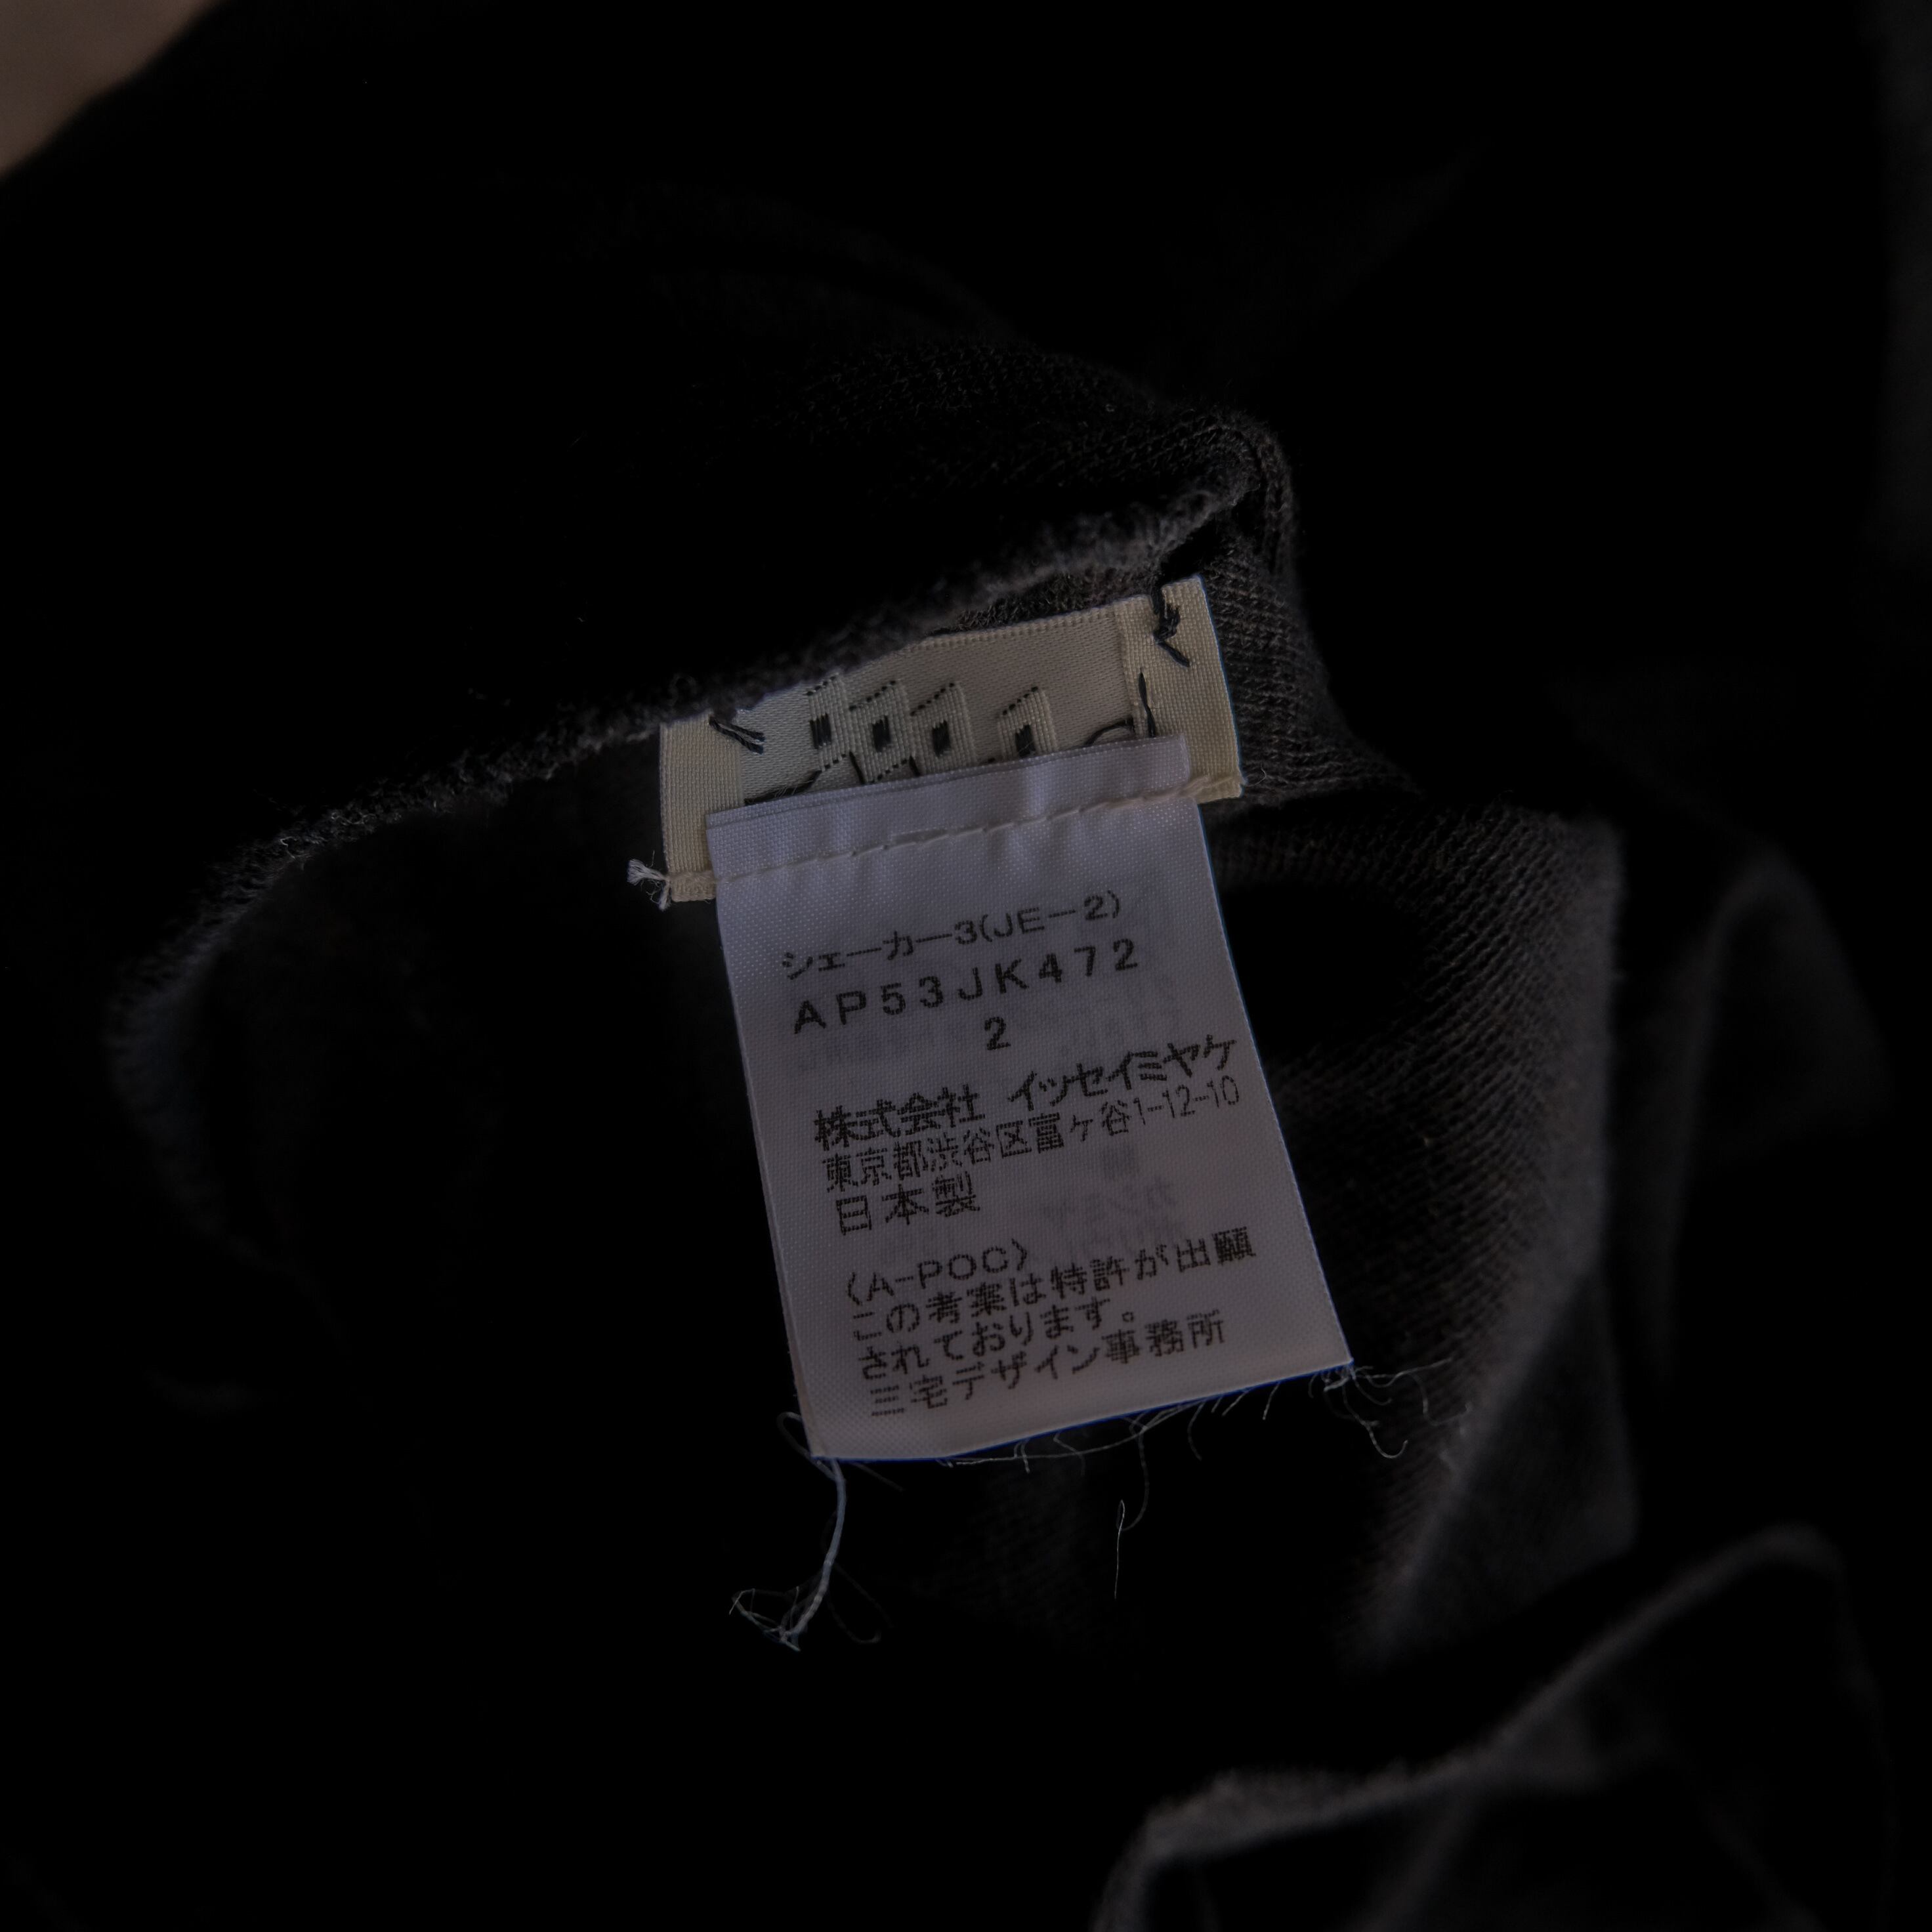 シェーカー3(JE-2)
AP53JK472
2
株式会社 イッセイミヤケ
東京都渋谷区富ヶ谷1-12-10
日本製
〈A-POC〉
この考案は特許が出願
されております。
三宅デザイン事務所